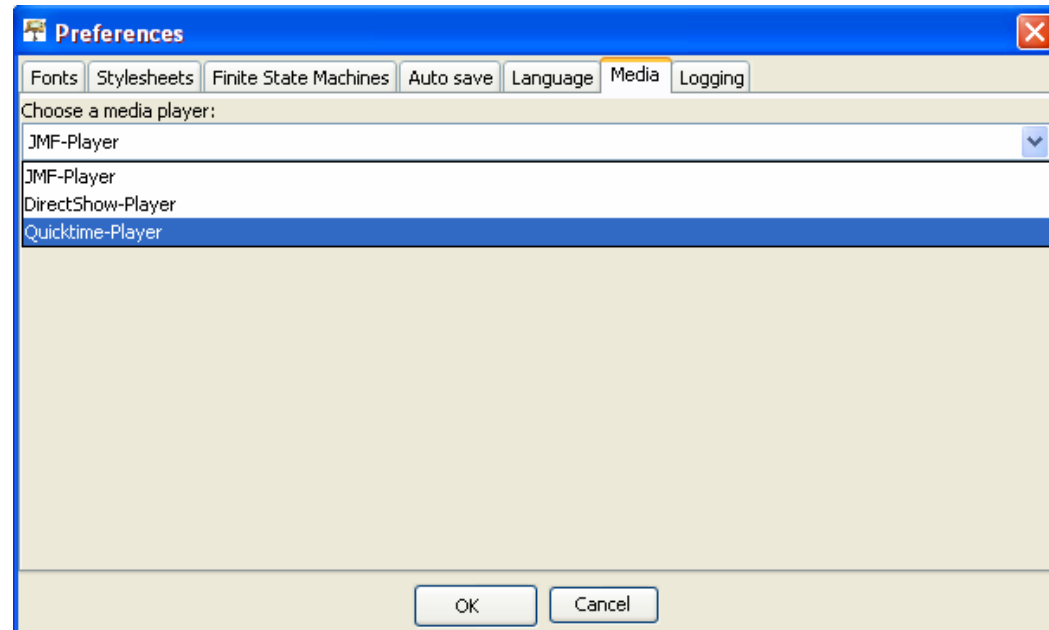 Preferences
Fonts Stylesheets Finite State Machines Auto save Language Media Logging
Choose a media player:
JMF-Player
JMF-Player
DirectShow-Player
Quicktime-Player
OK Cancel